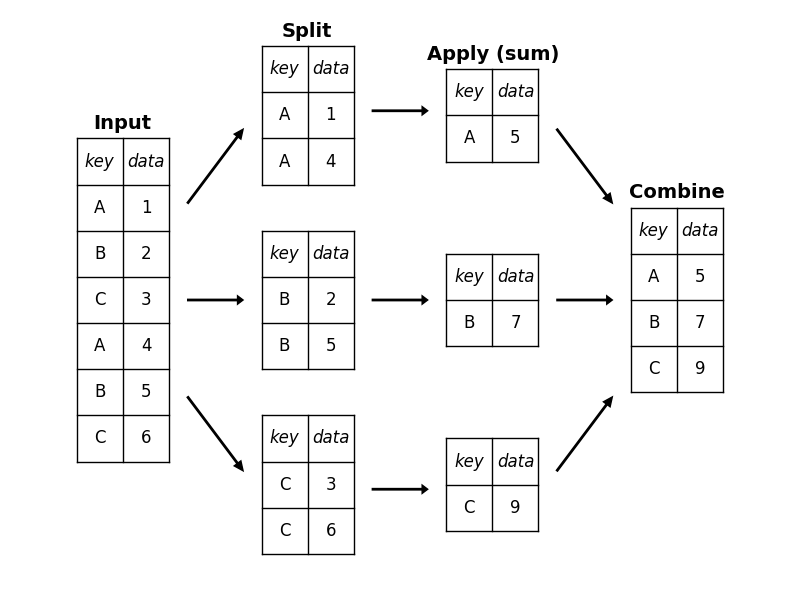 Input
key data
A 1
B 2
C 3
A 4
B 5
C 6
Split
key data
A 1
A 4
key data
B 2
B 5
key data
C 3
C 6
Apply (sum)
key data
A 5
key data
B 7
key data
C 9
Combine
key data
A 5
B 7
C 9